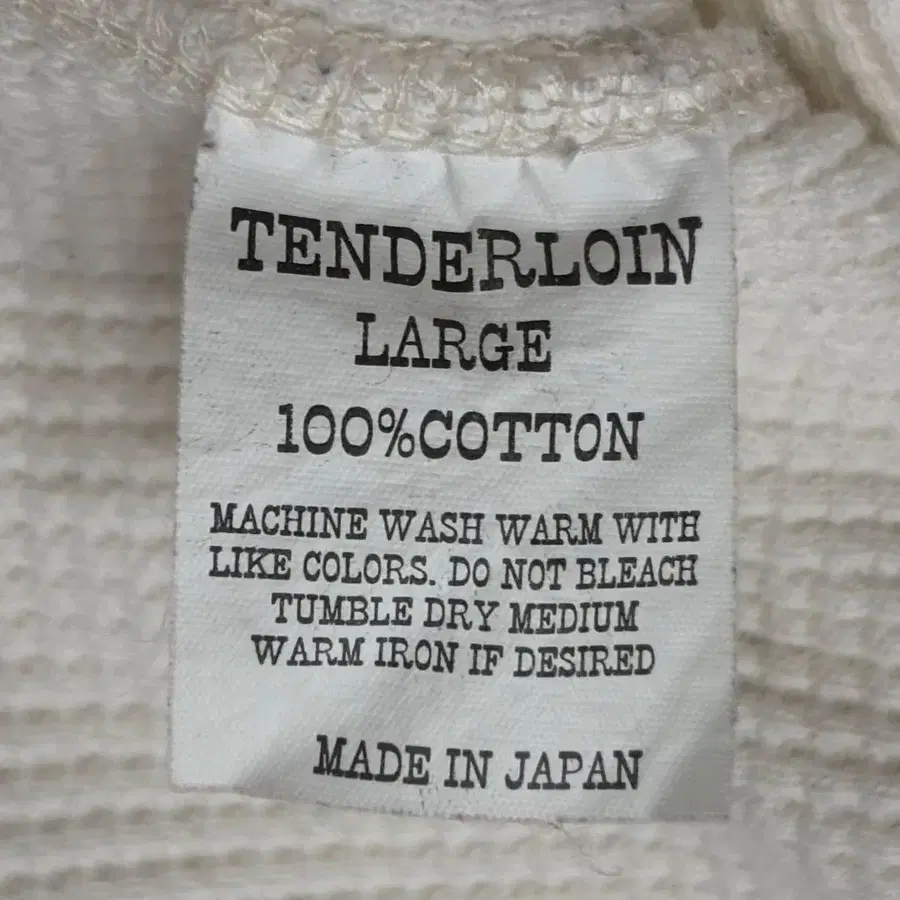 TENDERLOIN
LARGE
100%COTTON
MACHINE WASH WARM WITH
LIKE COLORS. DO NOT BLEACH
TUMBLE DRY MEDIUM
WARM IRON IF DESIRED
MADE IN JAPAN